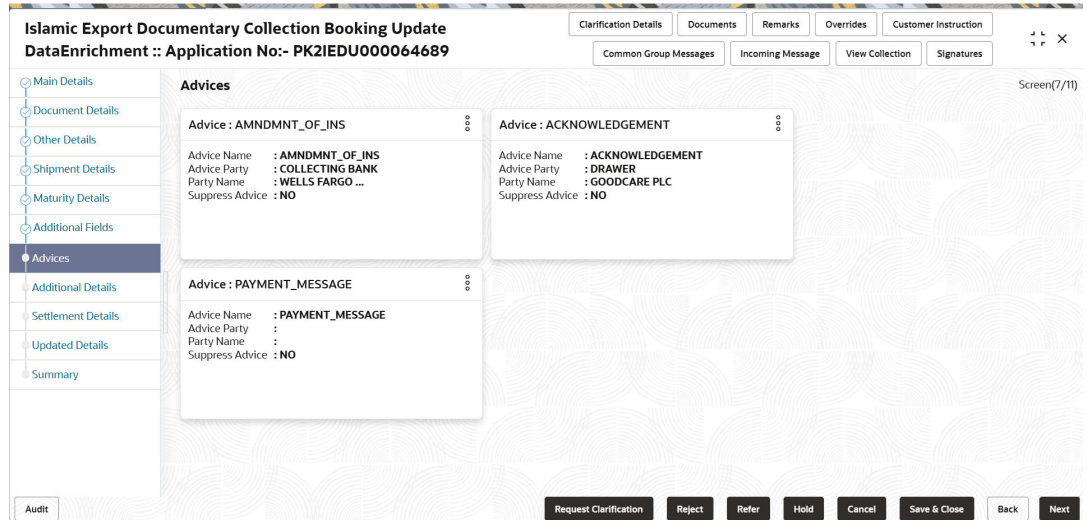 Islamic Export Documentary Collection Booking Update
DataEnrichment :: Application No:- PK2IEDU000064689
Clarification Details
Documents
Remarks
Overrides
Customer Instruction
Common Group Messages
Incoming Message
View Collection
Signatures
Main Details
Document Details
Other Details
Shipment Details
Maturity Details
Additional Fields
Advices
Additional Details
Settlement Details
Updated Details
Summary
Advices
Screen(7/11)
Advice : AMNDMNT_OF_INS
Advice Name : AMNDMNT_OF_INS
Advice Party : COLLECTING BANK
Party Name : WELLS FARGO ...
Suppress Advice : NO
Advice : ACKNOWLEDGEMENT
Advice Name : ACKNOWLEDGEMENT
Advice Party : DRAWER
Party Name : GOODCARE PLC
Suppress Advice : NO
Advice : PAYMENT_MESSAGE
Advice Name : PAYMENT_MESSAGE
Advice Party :
Party Name :
Suppress Advice : NO
Audit
Request Clarification
Reject
Refer
Hold
Cancel
Save & Close
Back
Next